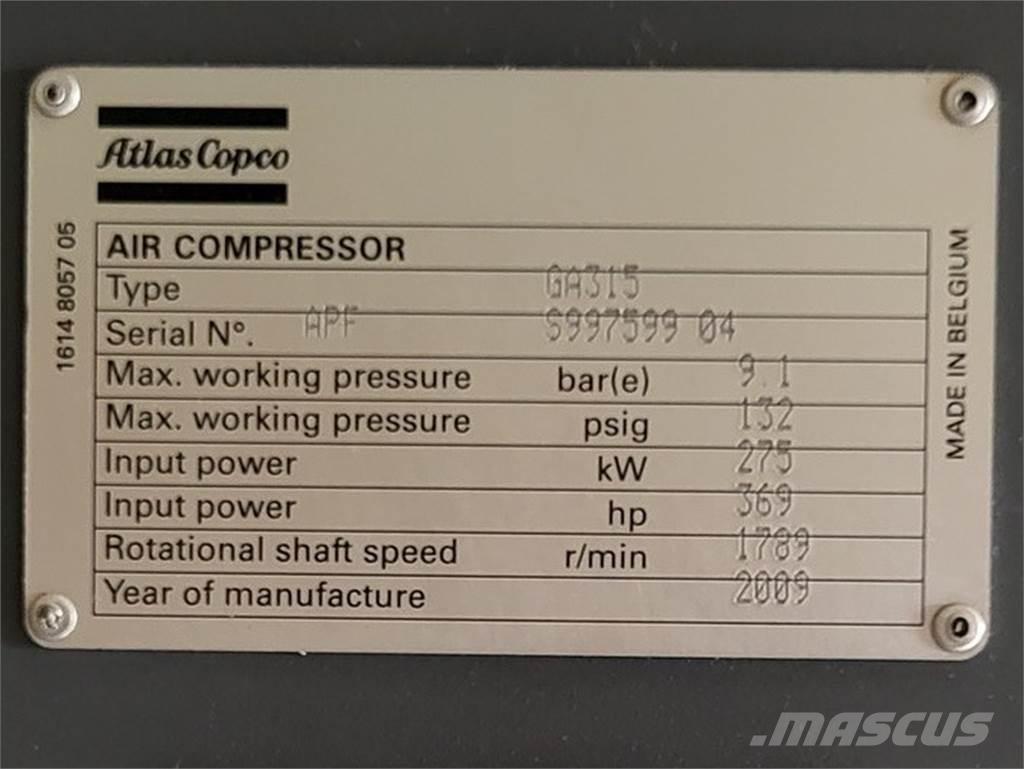 Atlas Copco
1614 8057 05
AIR COMPRESSOR
Type GA315
Serial N°. APF S997599 04
Max. working pressure bar(e) 9.1
Max. working pressure psig 132
Input power kW 275
Input power hp 369
Rotational shaft speed r/min 1789
Year of manufacture 2009
MADE IN BELGIUM
.MASCUS